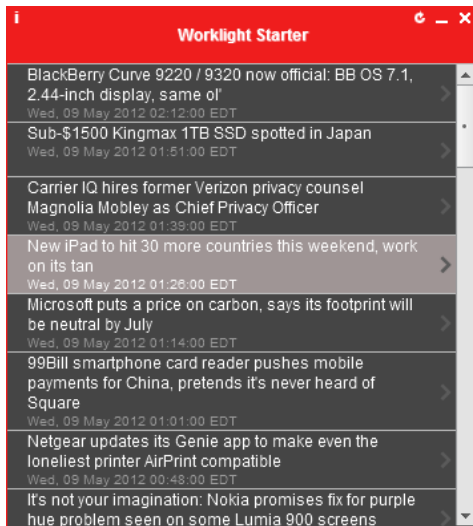 i
Worklight Starter
BlackBerry Curve 9220 / 9320 now official: BB OS 7.1,
2.44-inch display, same ol'
Wed, 09 May 2012 02:12:00 EDT
Sub-$1500 Kingmax 1TB SSD spotted in Japan
Wed, 09 May 2012 01:51:00 EDT
Carrier IQ hires former Verizon privacy counsel
Magnolia Mobley as Chief Privacy Officer
Wed, 09 May 2012 01:39:00 EDT
New iPad to hit 30 more countries this weekend, work
on its tan
Wed, 09 May 2012 01:26:00 EDT
Microsoft puts a price on carbon, says its footprint will
be neutral by July
Wed, 09 May 2012 01:14:00 EDT
99Bill smartphone card reader pushes mobile
payments for China, pretends it's never heard of
Square
Wed, 09 May 2012 01:01:00 EDT
Netgear updates its Genie app to make even the
loneliest printer AirPrint compatible
Wed, 09 May 2012 00:48:00 EDT
It's not your imagination: Nokia promises fix for purple
hue problem seen on some Lumia 900 screens